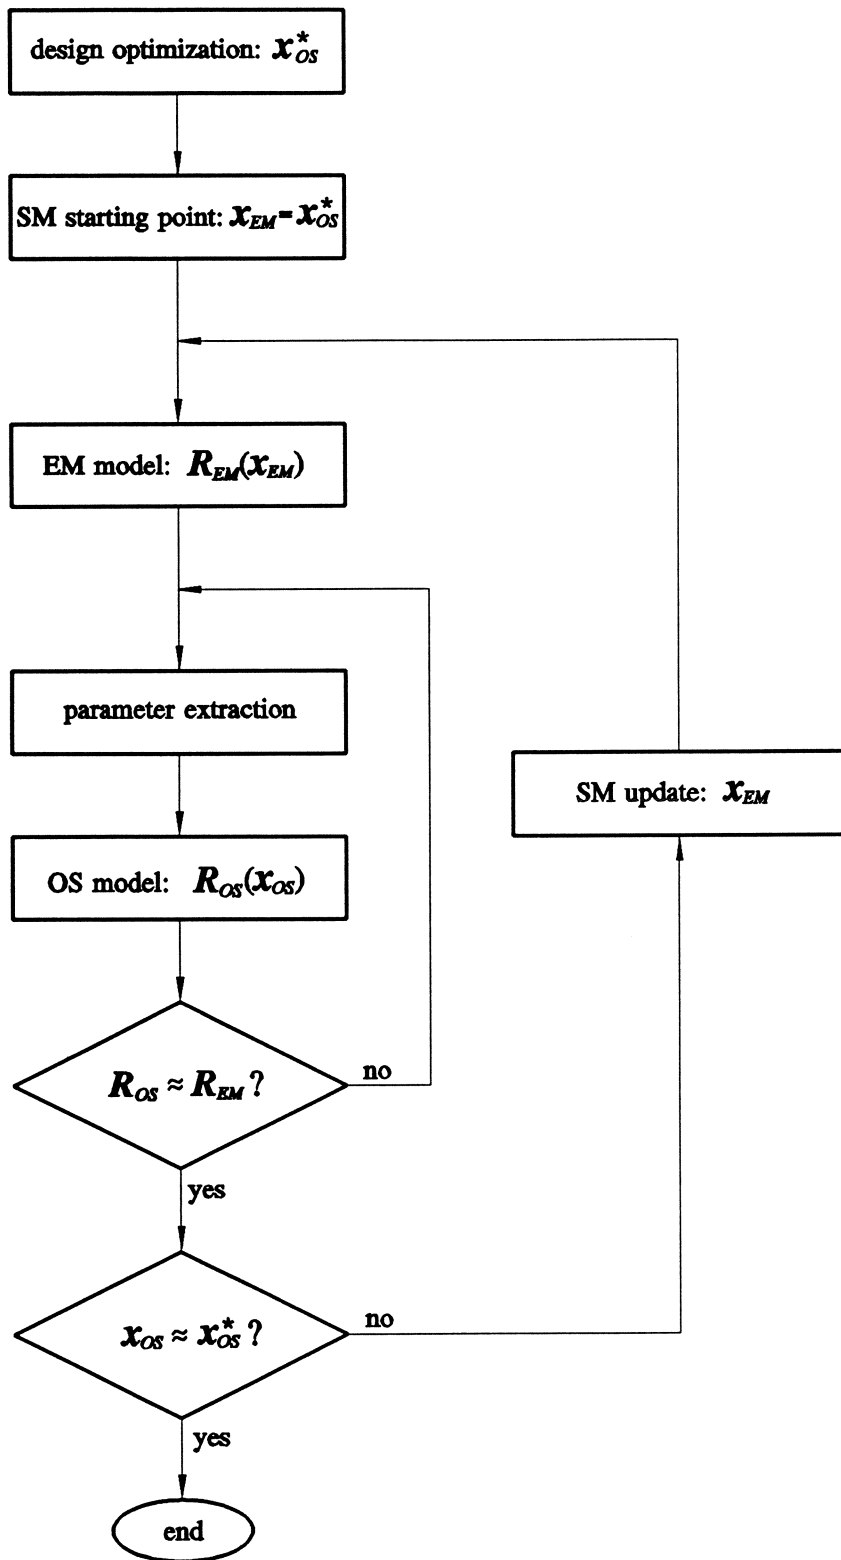 design optimization: x*OS
SM starting point: xEM = x*OS
EM model: REM(xEM)
parameter extraction
SM update: xEM
OS model: ROS(xOS)
ROS ≈ REM ?
no
yes
xOS ≈ x*OS ?
no
yes
end